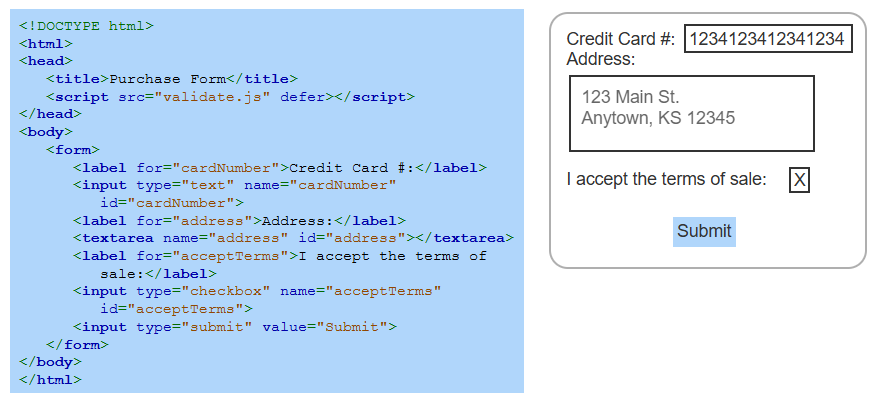 <!DOCTYPE html>
<html>
<head>
<title>Purchase Form</title>
<script src="validate.js" defer></script>
</head>
<body>
<form>
<label for="cardNumber">Credit Card #:</label>
<input type="text" name="cardNumber"
id="cardNumber">
<label for="address">Address:</label>
<textarea name="address" id="address"></textarea>
<label for="acceptTerms">I accept the terms of
sale:</label>
<input type="checkbox" name="acceptTerms"
id="acceptTerms">
<input type="submit" value="Submit">
</form>
</body>
</html>
Credit Card #: 1234123412341234
Address:
123 Main St.
Anytown, KS 12345
I accept the terms of sale: X
Submit